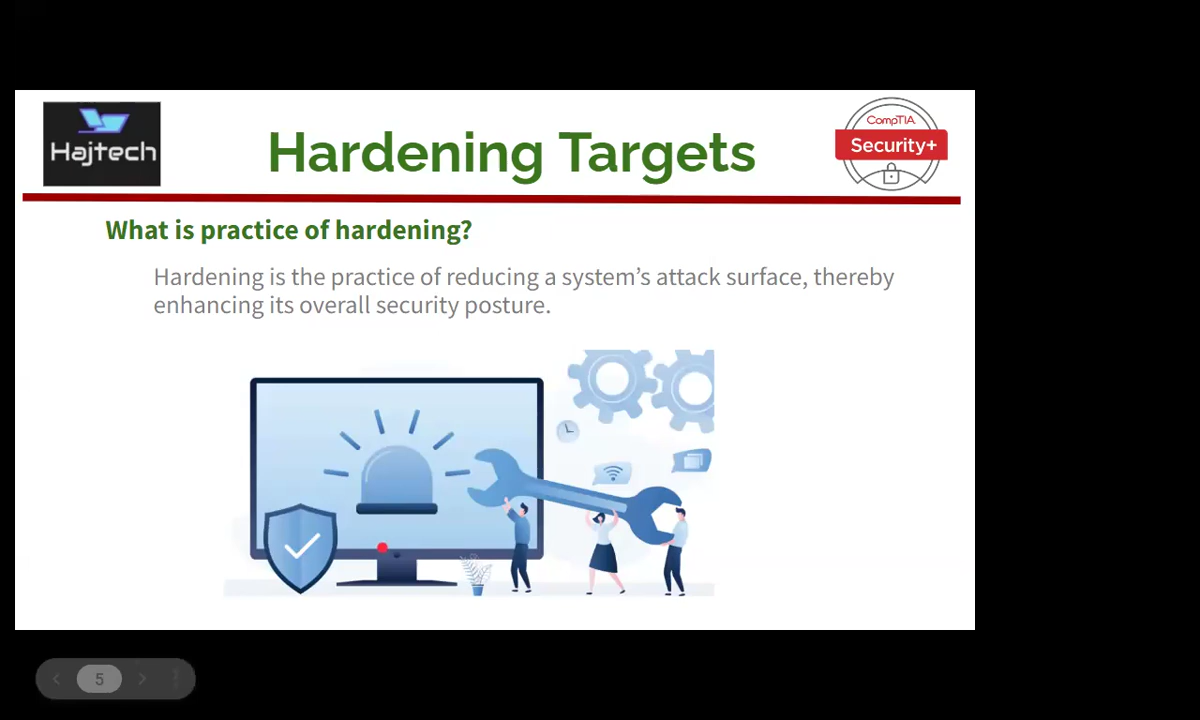 Hajtech
Hardening Targets
CompTIA
Security+
What is practice of hardening?
Hardening is the practice of reducing a system’s attack surface, thereby
enhancing its overall security posture.
5